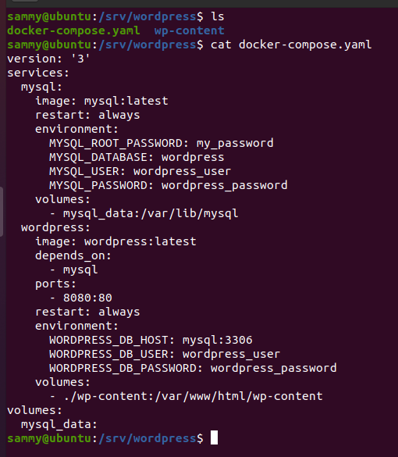 sammy@ubuntu:/srv/wordpress$ ls
docker-compose.yaml  wp-content
sammy@ubuntu:/srv/wordpress$ cat docker-compose.yaml
version: '3'
services:
  mysql:
    image: mysql:latest
    restart: always
    environment:
      MYSQL_ROOT_PASSWORD: my_password
      MYSQL_DATABASE: wordpress
      MYSQL_USER: wordpress_user
      MYSQL_PASSWORD: wordpress_password
    volumes:
      - mysql_data:/var/lib/mysql
  wordpress:
    image: wordpress:latest
    depends_on:
      - mysql
    ports:
      - 8080:80
    restart: always
    environment:
      WORDPRESS_DB_HOST: mysql:3306
      WORDPRESS_DB_USER: wordpress_user
      WORDPRESS_DB_PASSWORD: wordpress_password
    volumes:
      - ./wp-content:/var/www/html/wp-content
volumes:
  mysql_data:
sammy@ubuntu:/srv/wordpress$